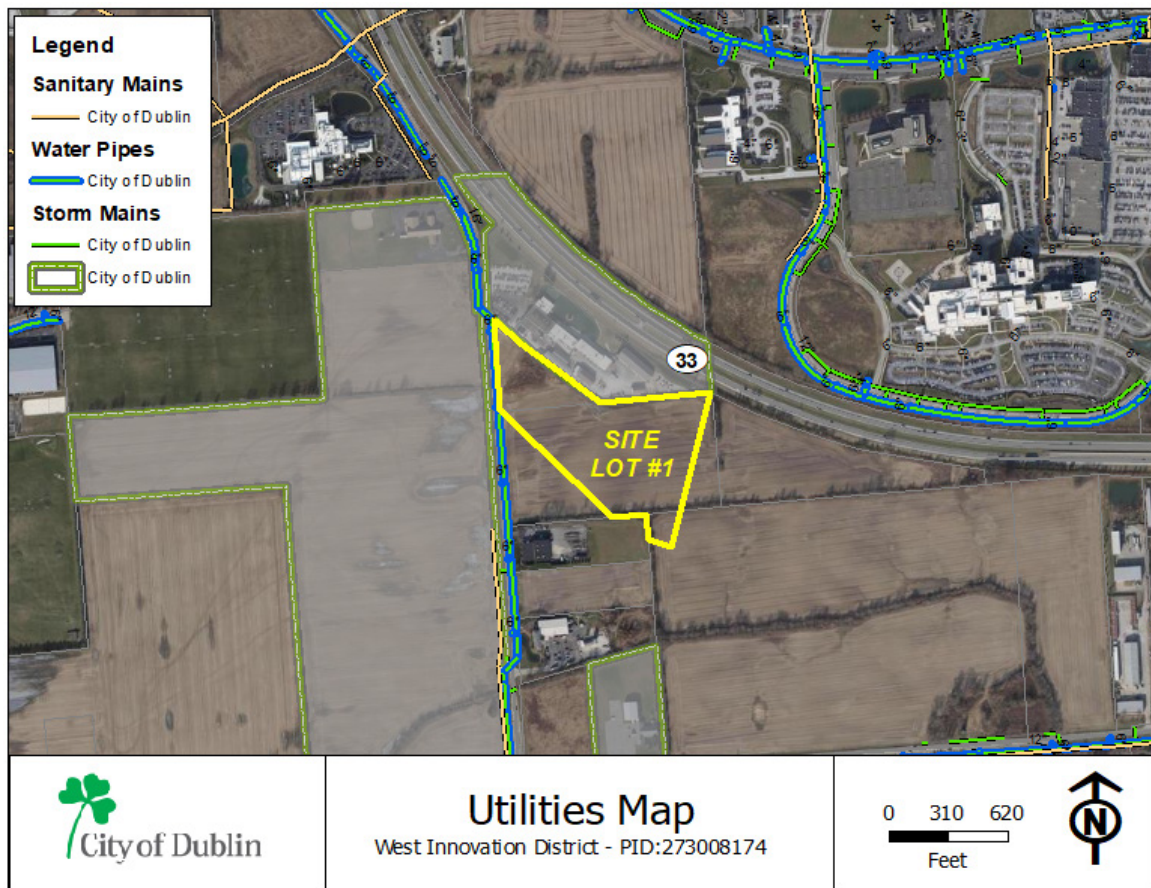 Legend
Sanitary Mains
City of Dublin
Water Pipes
City of Dublin
Storm Mains
City of Dublin
City of Dublin
33
SITE
LOT #1
City of Dublin
Utilities Map
West Innovation District - PID:273008174
0 310 620
Feet
N